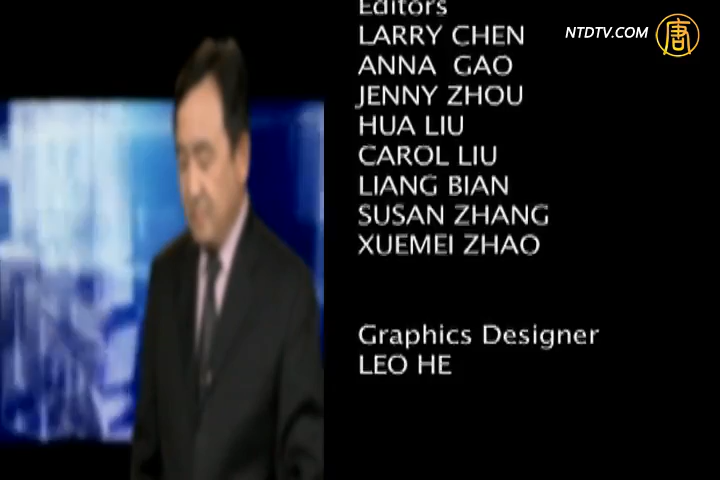 Editors
LARRY CHEN
ANNA GAO
JENNY ZHOU
HUA LIU
CAROL LIU
LIANG BIAN
SUSAN ZHANG
XUEMEI ZHAO
Graphics Designer
LEO HE
NTDTV.COM
唐